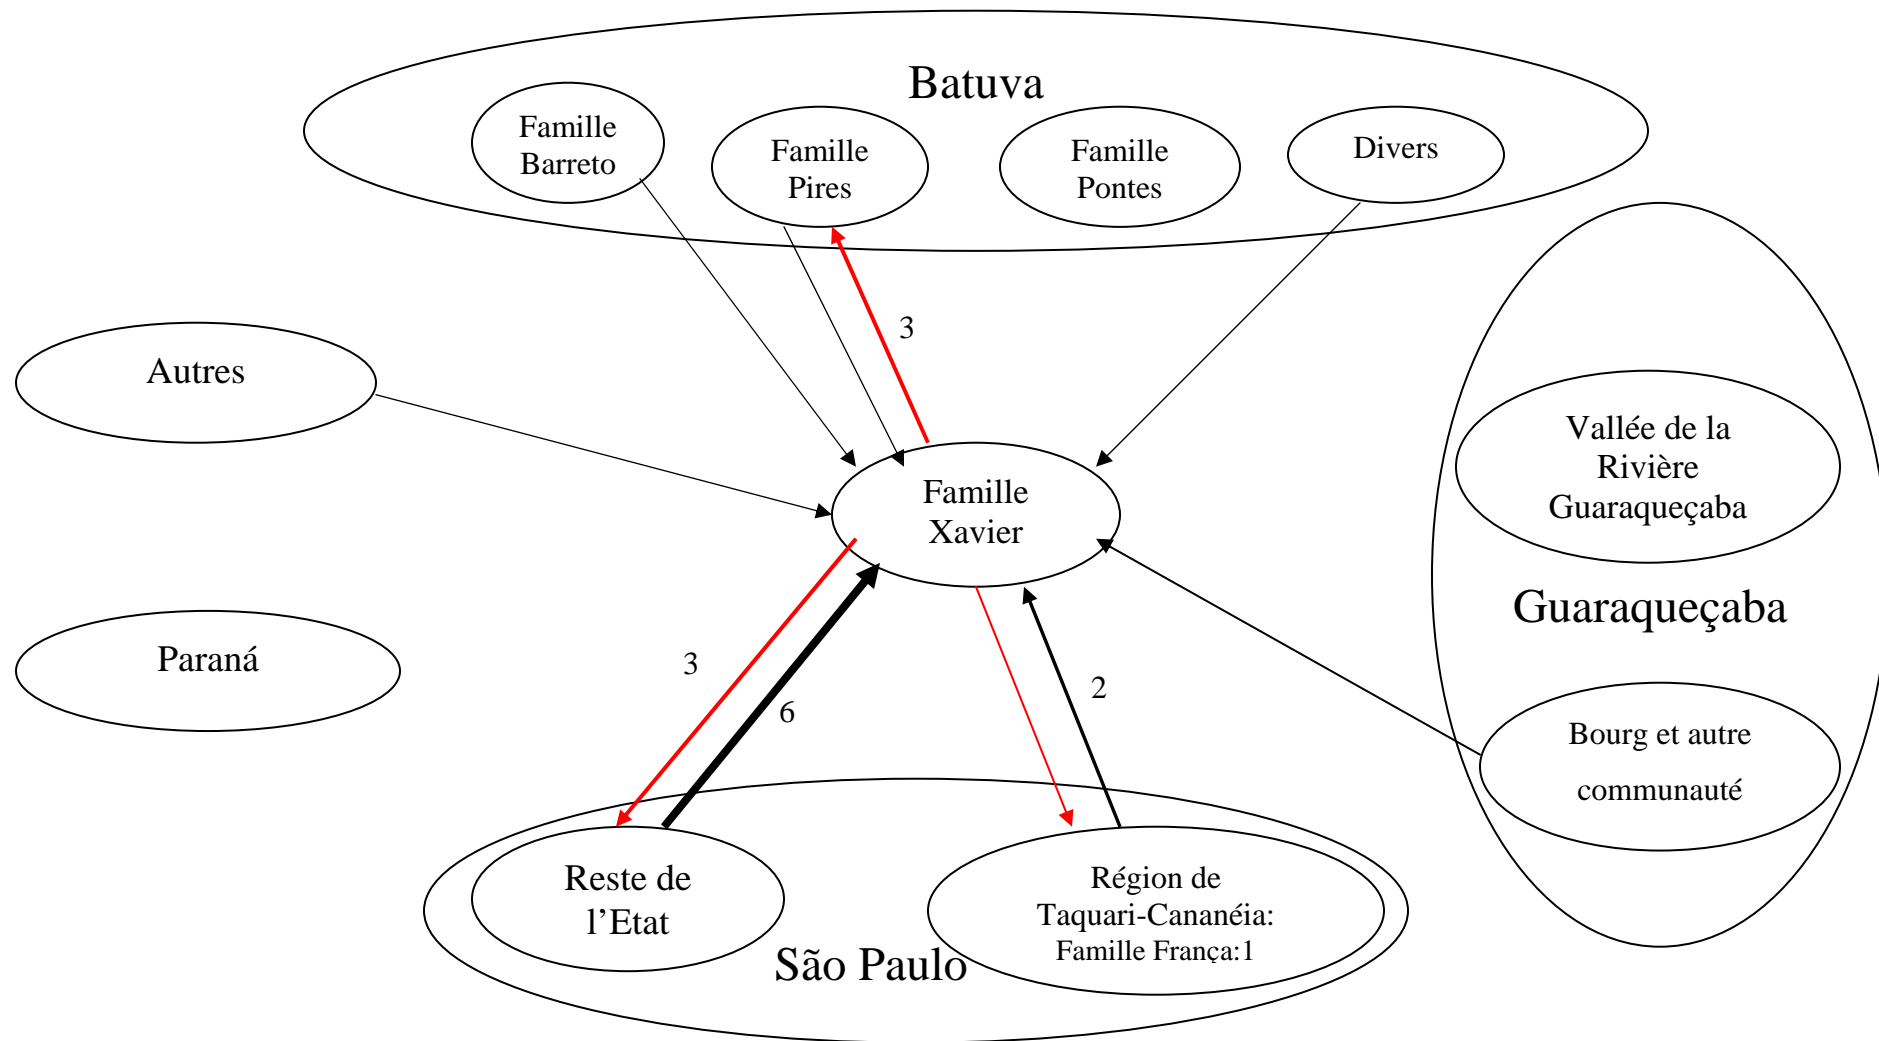 Batuva
Famille
Barreto
Famille
Pires
Famille
Pontes
Divers
3
Autres
Vallée de la
Rivière
Guaraqueçaba
Famille
Xavier
Guaraqueçaba
Paraná
3
6
2
Bourg et autre
communauté
Reste de
l’Etat
Région de
Taquari-Cananéia:
Famille França:1
São Paulo